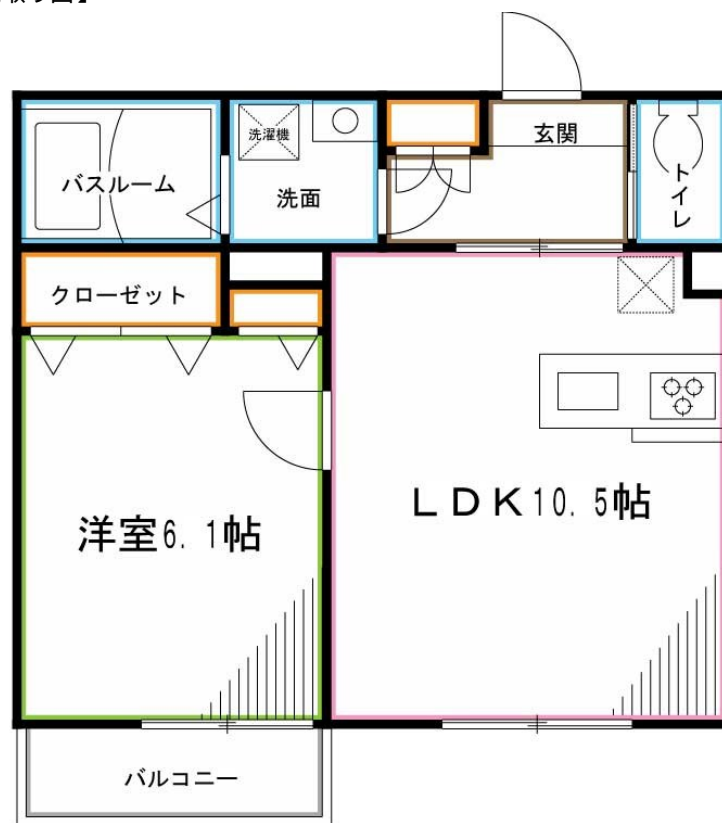 バスルーム
洗濯機
洗面
玄関
トイレ
クローゼット
洋室6.1帖
LDK10.5帖
バルコニー